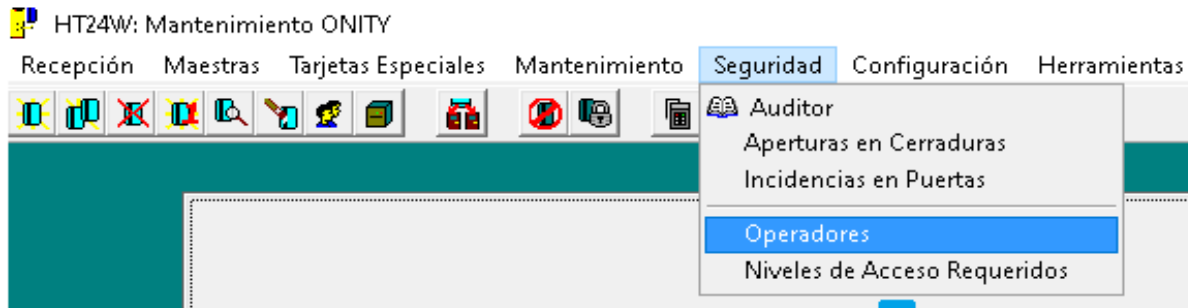 HT24W: Mantenimiento ONITY
Recepción Maestras Tarjetas Especiales Mantenimiento Seguridad Configuración Herramientas
Auditor
Aperturas en Cerraduras
Incidencias en Puertas
Operadores
Niveles de Acceso Requeridos